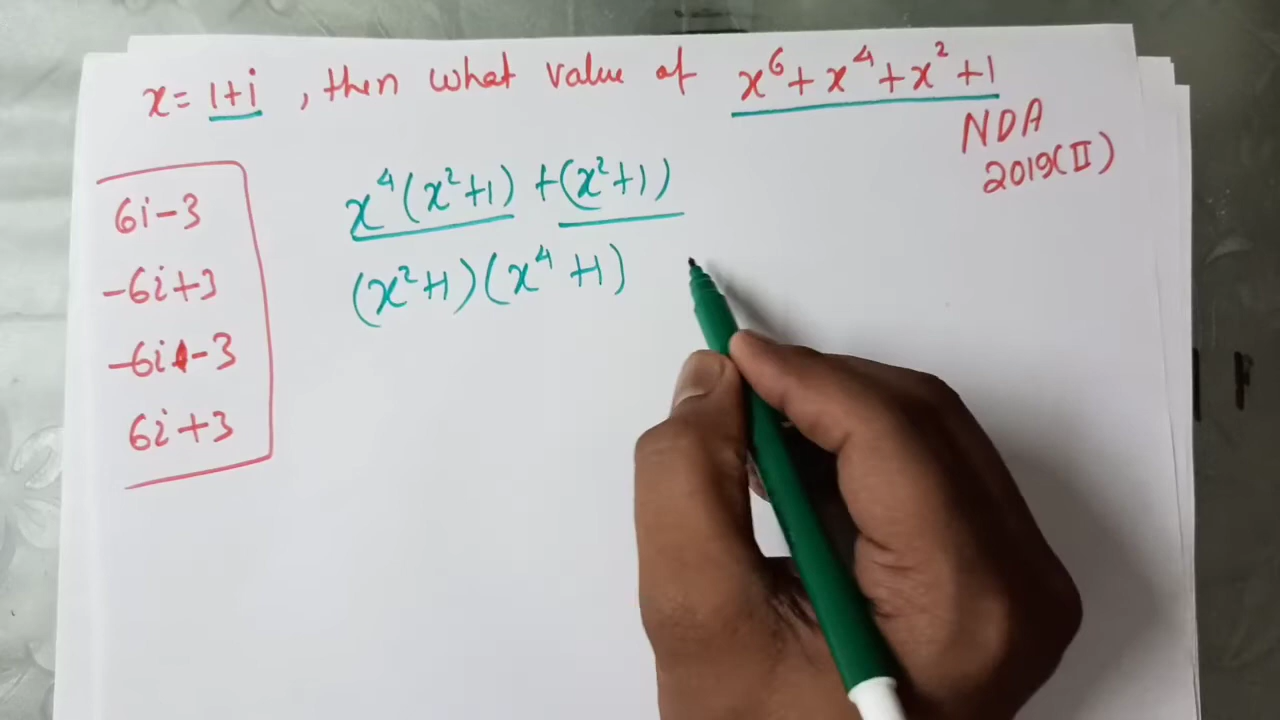 x = 1+i , then what value of x⁶+x⁴+x²+1
NDA
2019(II)
x⁴(x²+1) +(x²+1)
(x²+1)(x⁴+1)
6i-3
-6i+3
-6i-3
6i+3